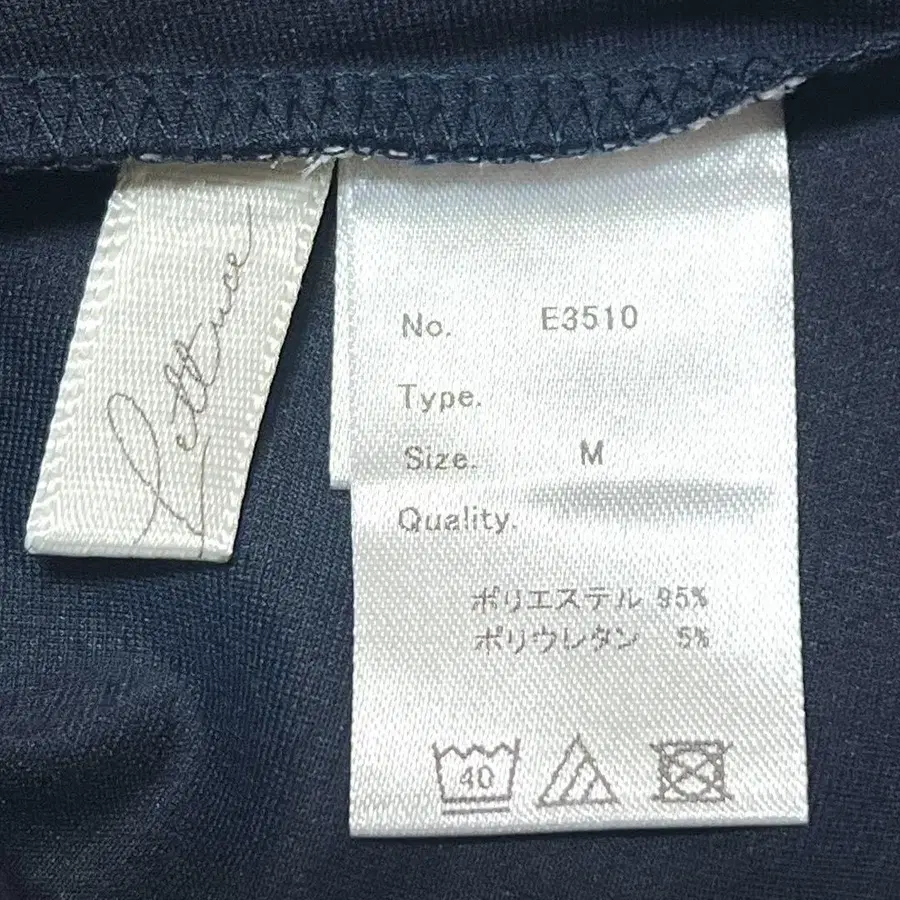 Lettuce
No. E3510
Type.
Size. M
Quality.
ポリエステル 95%
ポリウレタン 5%
40